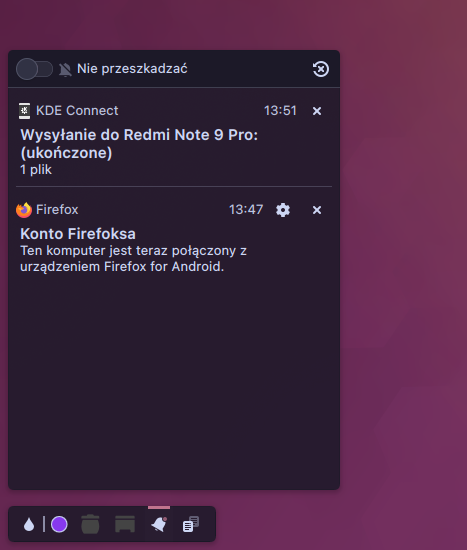 Nie przeszkadzać
KDE Connect 13:51
Wysyłanie do Redmi Note 9 Pro:
(ukończone)
1 plik
Firefox 13:47
Konto Firefoksa
Ten komputer jest teraz połączony z
urządzeniem Firefox for Android.